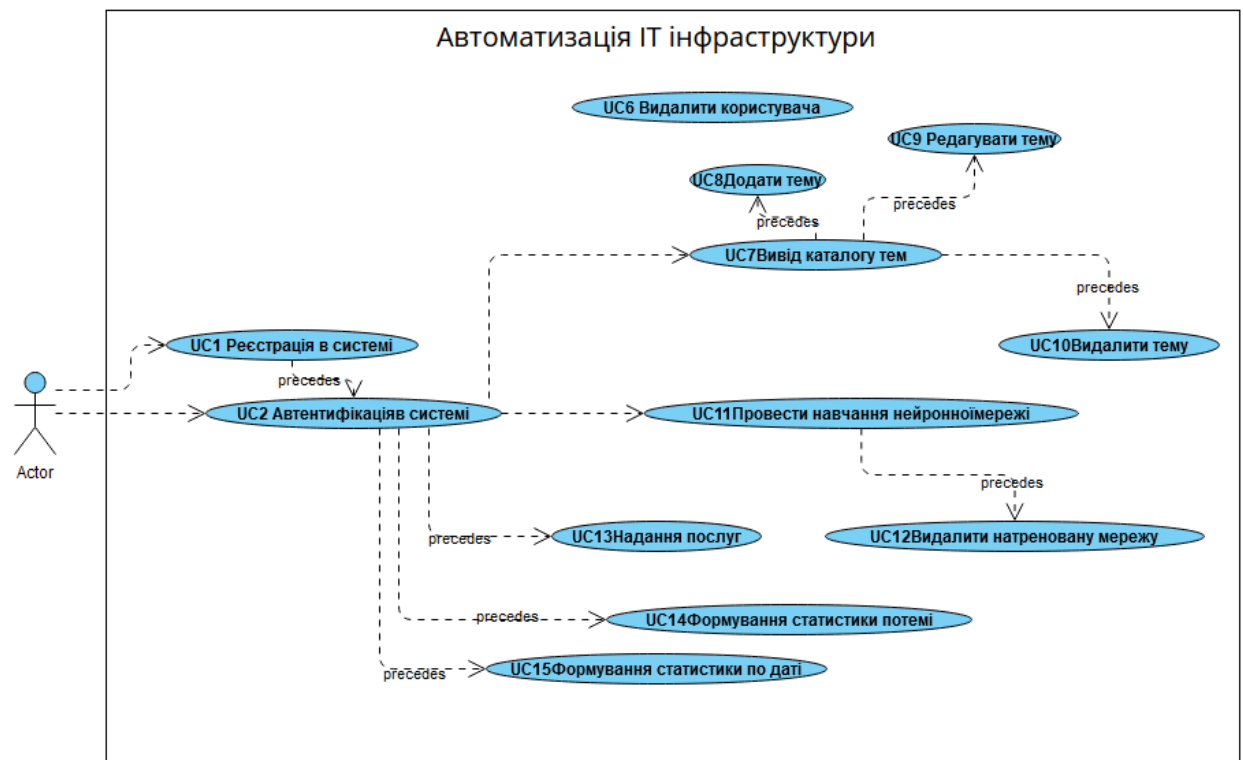 Автоматизація ІТ інфраструктури
UC6 Видалити користувача
UC9 Редагувати тему
UC8Додати тему
precedes
precedes
UC7Вивід каталогу тем
precedes
UC1 Реєстрація в системі
UC10Видалити тему
precedes
UC2 Автентифікаціяв системі
UC11Провести навчання нейронноїмережі
Actor
precedes
precedes
UC13Надання послуг
UC12Видалити натреновану мережу
precedes
UC14Формування статистики потемі
precedes
UC15Формування статистики по даті